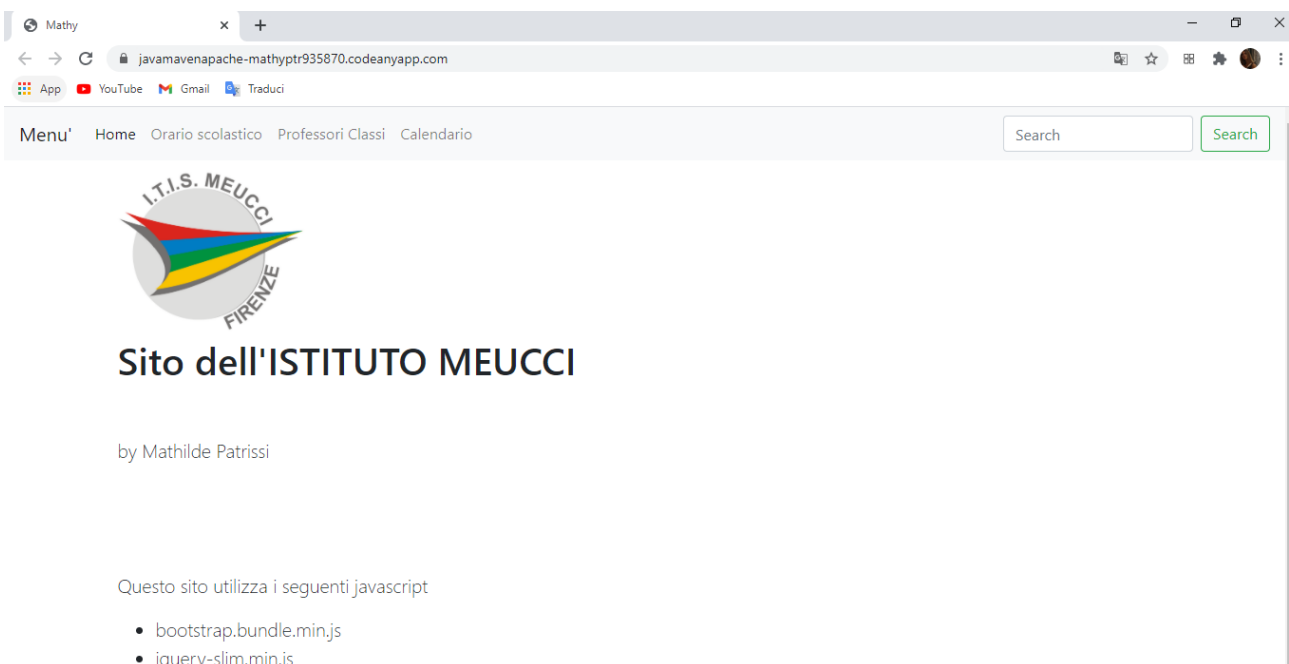 Mathy
javamavenapache-mathyptr935870.codeanyapp.com
App YouTube Gmail Traduci
Menu' Home Orario scolastico Professori Classi Calendario Search Search
I.T.I.S. MEUCCI
FIRENZE
Sito dell'ISTITUTO MEUCCI
by Mathilde Patrissi
Questo sito utilizza i seguenti javascript
bootstrap.bundle.min.js
jquery-slim.min.js